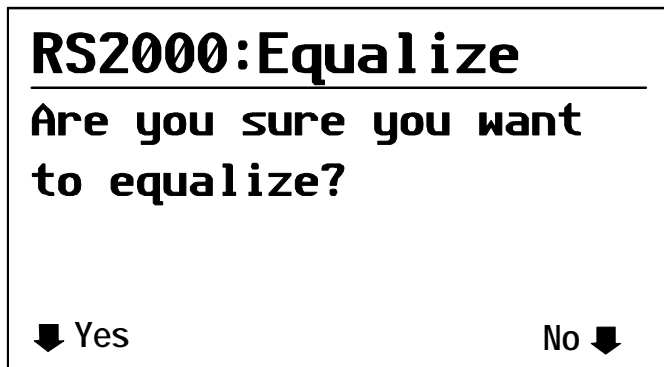 RS2000:Equalize
Are you sure you want
to equalize?
Yes No